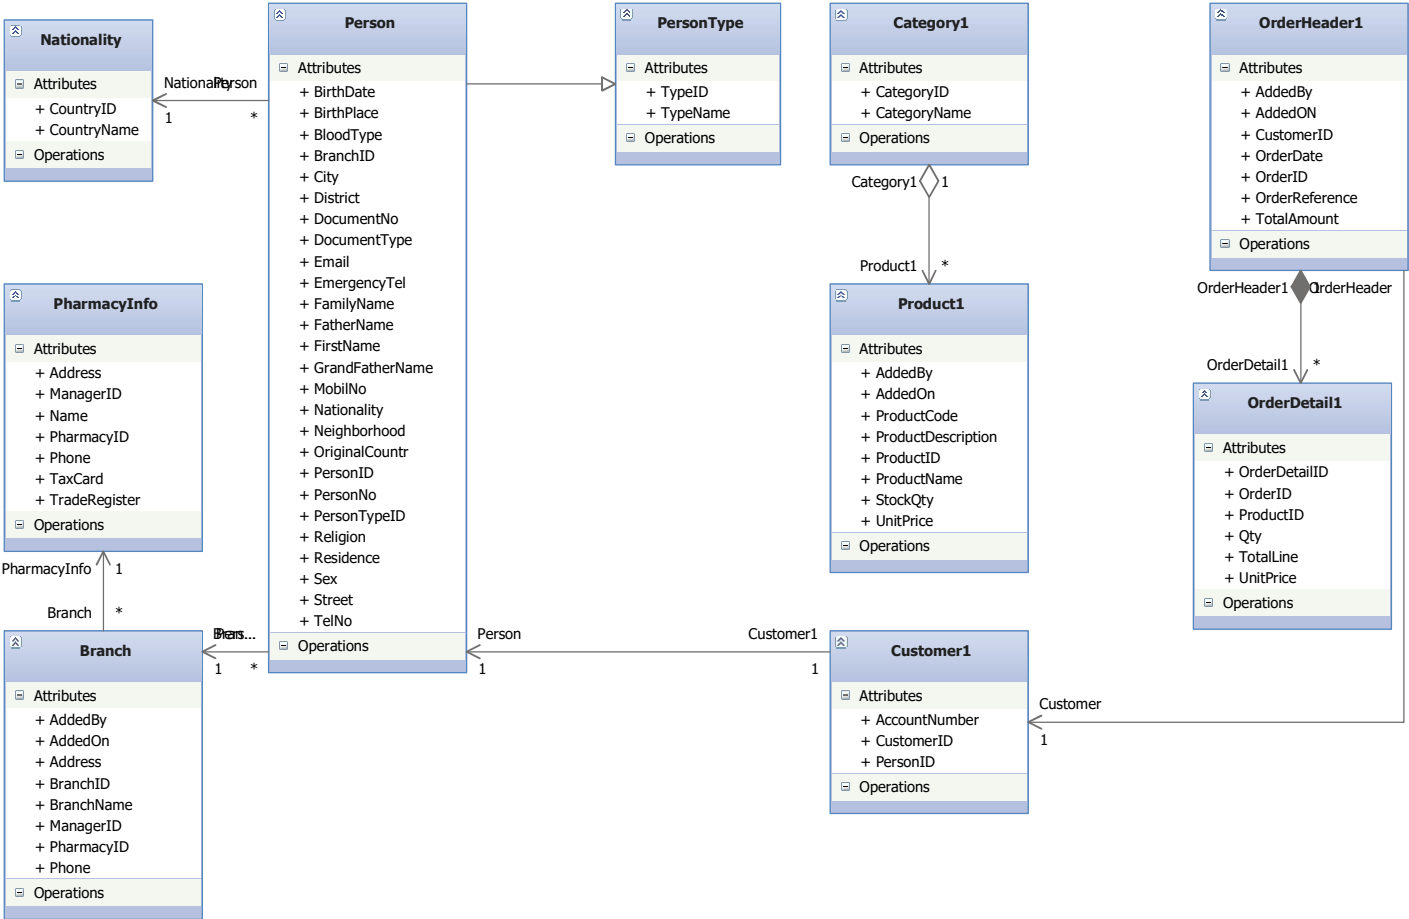 Nationality
Attributes
+ CountryID
+ CountryName
Operations
Nationality
Person
1
*
Person
Attributes
+ BirthDate
+ BirthPlace
+ BloodType
+ BranchID
+ City
+ District
+ DocumentNo
+ DocumentType
+ Email
+ EmergencyTel
+ FamilyName
+ FatherName
+ FirstName
+ GrandFatherName
+ MobilNo
+ Nationality
+ Neighborhood
+ OriginalCountr
+ PersonID
+ PersonNo
+ PersonTypeID
+ Religion
+ Residence
+ Sex
+ Street
+ TelNo
Operations
PersonType
Attributes
+ TypeID
+ TypeName
Operations
Category1
Attributes
+ CategoryID
+ CategoryName
Operations
Category1
1
Product1
*
Product1
Attributes
+ AddedBy
+ AddedOn
+ ProductCode
+ ProductDescription
+ ProductID
+ ProductName
+ StockQty
+ UnitPrice
Operations
OrderHeader1
Attributes
+ AddedBy
+ AddedON
+ CustomerID
+ OrderDate
+ OrderID
+ OrderReference
+ TotalAmount
Operations
OrderHeader1
1
OrderHeader
OrderDetail1
*
OrderDetail1
Attributes
+ OrderDetailID
+ OrderID
+ ProductID
+ Qty
+ TotalLine
+ UnitPrice
Operations
PharmacyInfo
Attributes
+ Address
+ ManagerID
+ Name
+ PharmacyID
+ Phone
+ TaxCard
+ TradeRegister
Operations
PharmacyInfo
1
Branch
*
Branch
Attributes
+ AddedBy
+ AddedOn
+ Address
+ BranchID
+ BranchName
+ ManagerID
+ PharmacyID
+ Phone
Operations
1
*
Person
1
Customer1
1
Customer1
Attributes
+ AccountNumber
+ CustomerID
+ PersonID
Operations
Customer
1